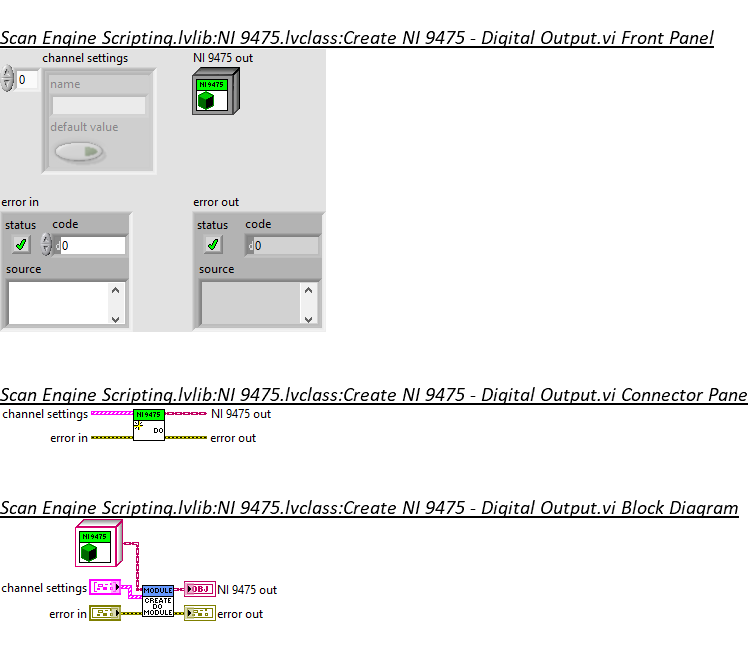 Scan Engine Scripting.lvlib:NI 9475.lvclass:Create NI 9475 - Digital Output.vi Front Panel
channel settings
NI 9475 out
0
name
NI 9475
default value
error in
error out
status
code
status
code
d0
d0
source
source
Scan Engine Scripting.lvlib:NI 9475.lvclass:Create NI 9475 - Digital Output.vi Connector Pane
channel settings
NI 9475
NI 9475 out
error in
DO
error out
Scan Engine Scripting.lvlib:NI 9475.lvclass:Create NI 9475 - Digital Output.vi Block Diagram
NI 9475
channel settings
MODULE
OBJ
NI 9475 out
CREATE
DO
MODULE
error in
error out